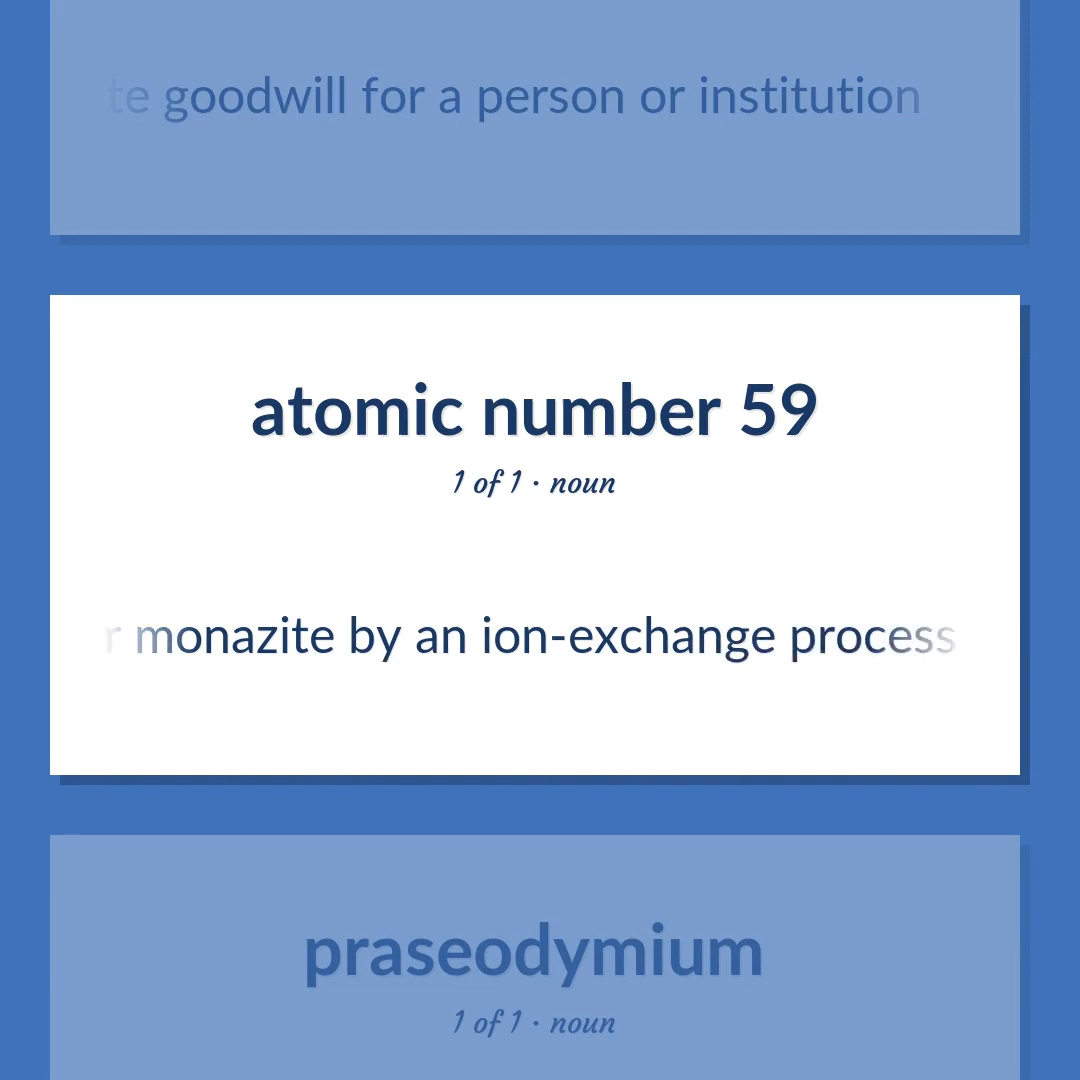 goodwill for a person or institution
atomic number 59
1 of 1 · noun
monazite by an ion-exchange process
praseodymium
1 of 1 · noun